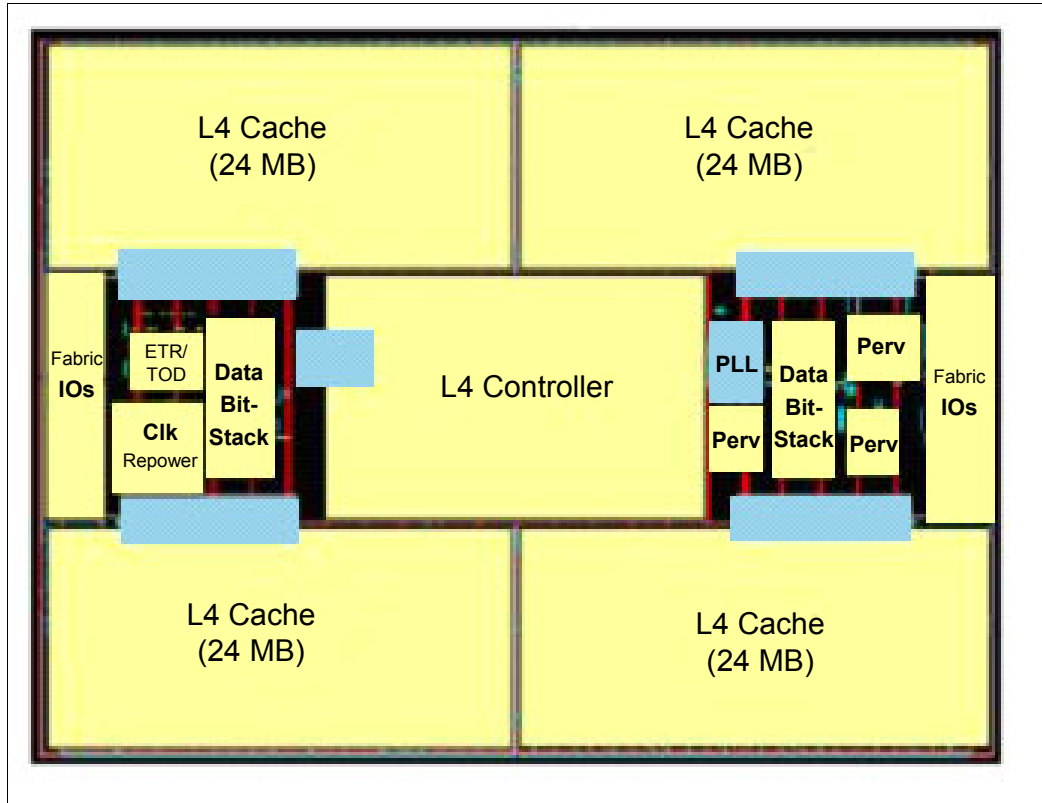 L4 Cache
(24 MB)
L4 Cache
(24 MB)
Fabric
IOs
ETR/
TOD
Clk
Repower
Data
Bit-
Stack
L4 Controller
PLL
Perv
Data
Bit-
Stack
Perv
Perv
Fabric
IOs
L4 Cache
(24 MB)
L4 Cache
(24 MB)